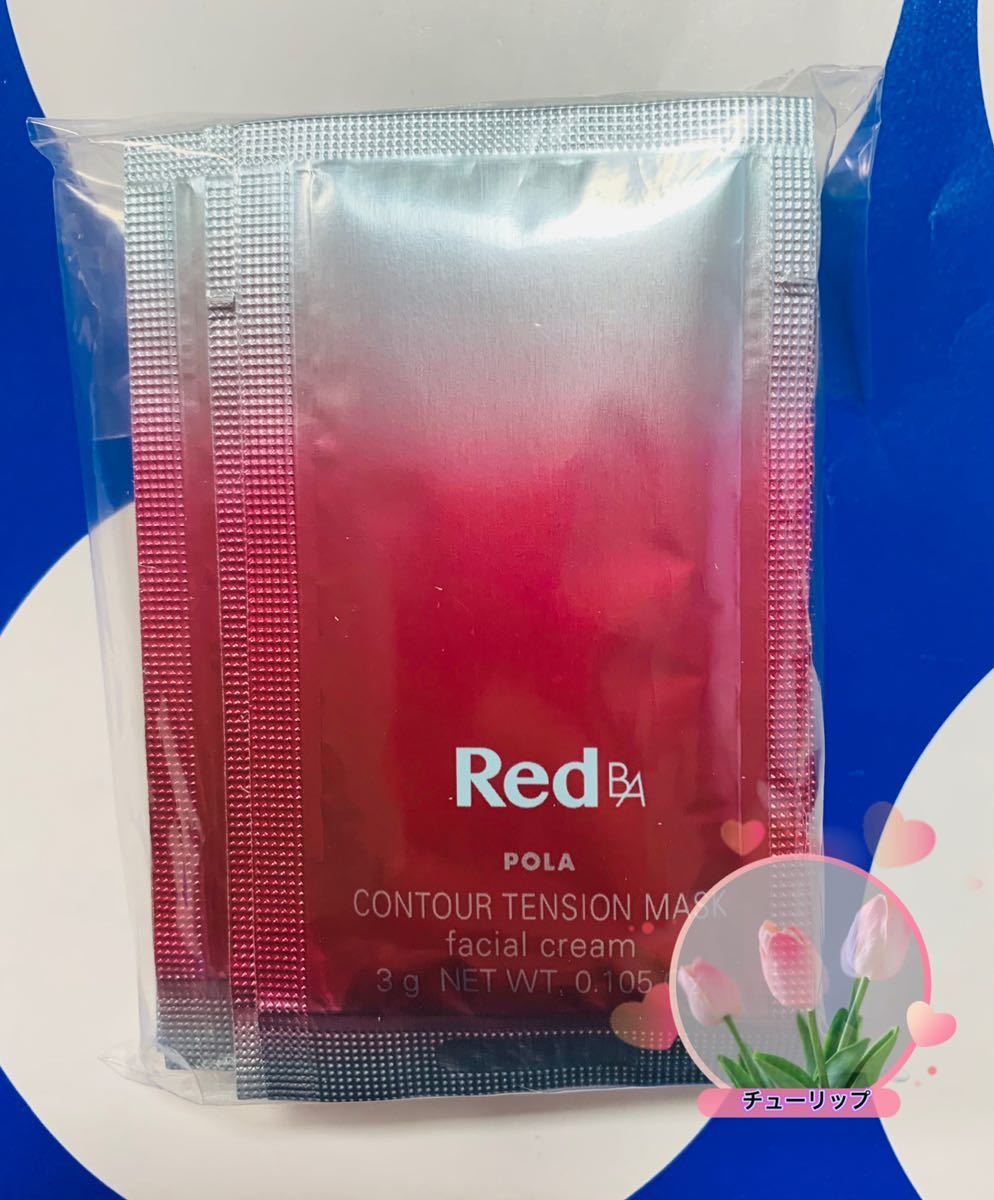 Red BA
POLA
CONTOUR TENSION MASK
facial cream
3 g NET WT. 0.105
チューリップ